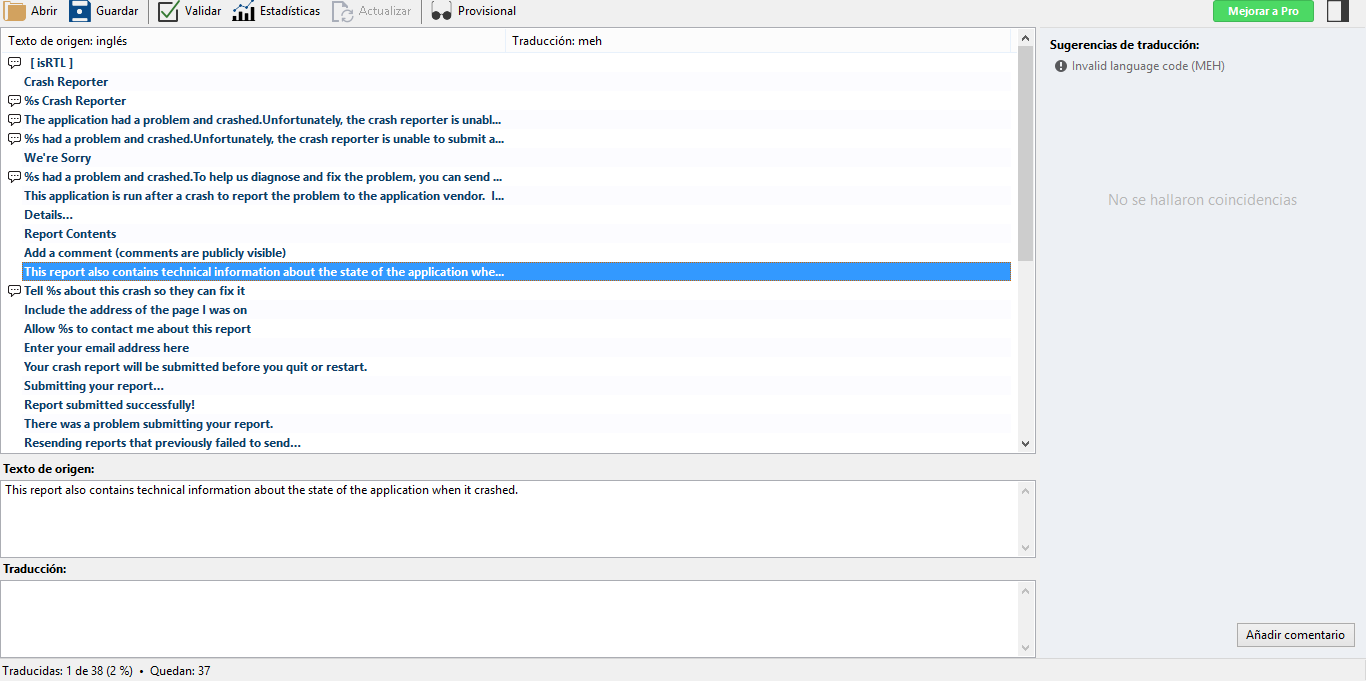 Abrir Guardar Validar Estadísticas Actualizar Provisional Mejorar a Pro
Texto de origen: inglés Traducción: meh
[ isRTL ]
Crash Reporter
%s Crash Reporter
The application had a problem and crashed.Unfortunately, the crash reporter is unabl...
%s had a problem and crashed.Unfortunately, the crash reporter is unable to submit a...
We're Sorry
%s had a problem and crashed.To help us diagnose and fix the problem, you can send ...
This application is run after a crash to report the problem to the application vendor.  I...
Details...
Report Contents
Add a comment (comments are publicly visible)
This report also contains technical information about the state of the application whe...
Tell %s about this crash so they can fix it
Include the address of the page I was on
Allow %s to contact me about this report
Enter your email address here
Your crash report will be submitted before you quit or restart.
Submitting your report...
Report submitted successfully!
There was a problem submitting your report.
Resending reports that previously failed to send...
Texto de origen:
This report also contains technical information about the state of the application when it crashed.
Traducción:
Traducidas: 1 de 38 (2 %) • Quedan: 37
Sugerencias de traducción:
Invalid language code (MEH)
No se hallaron coincidencias
Añadir comentario